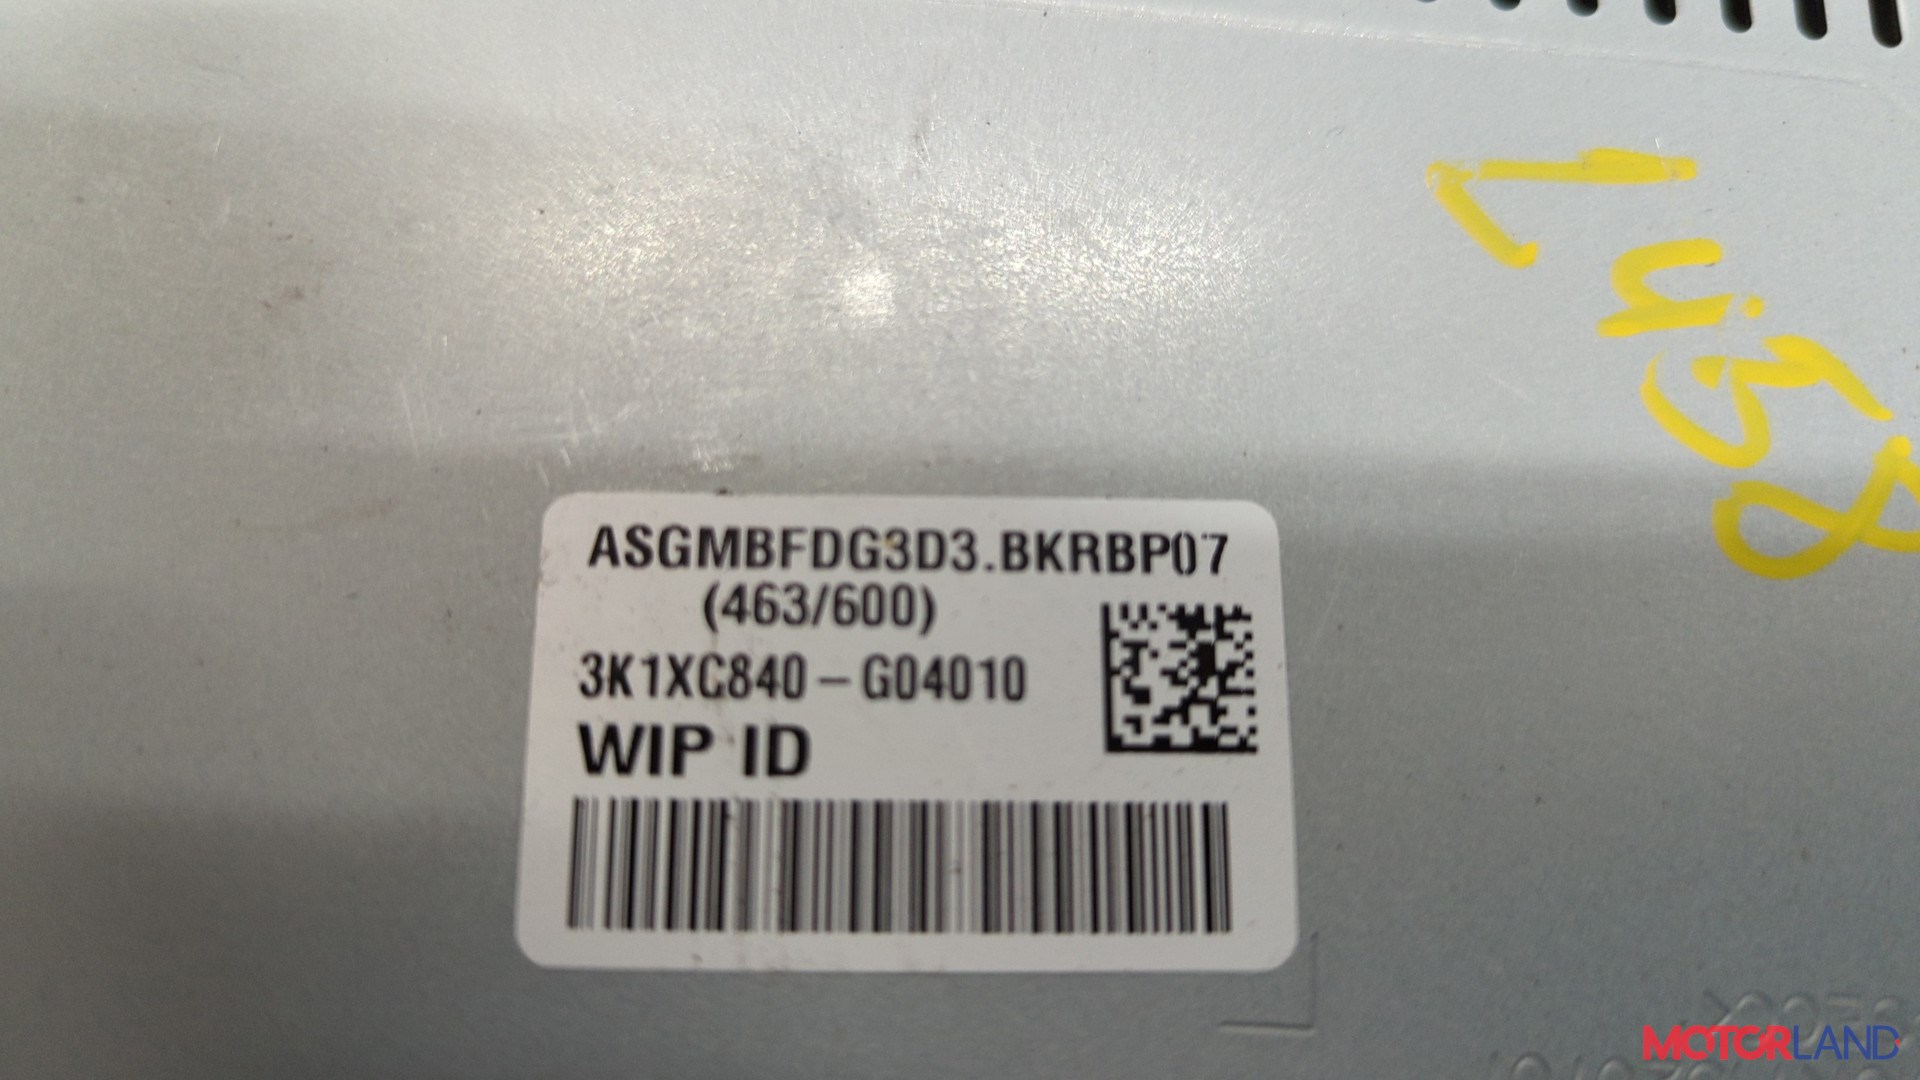 ASGMBFDG3D3.BKRBP07
(463/600)
3K1XC840-G04010
WIP ID
MOTORLAND